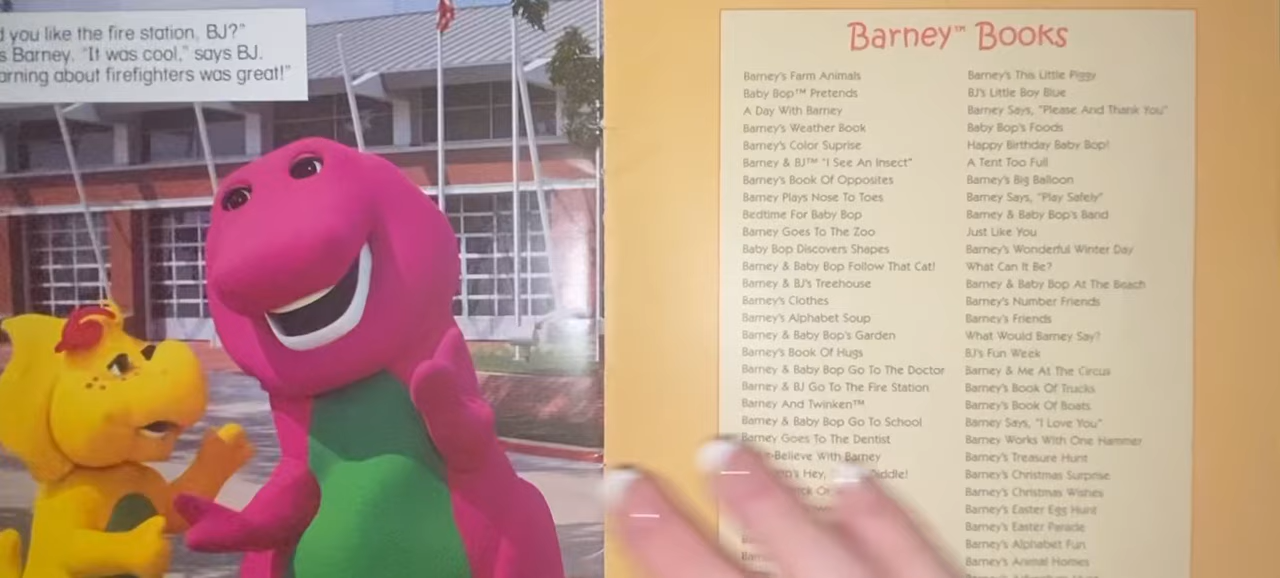 d you like the fire station, BJ?"
s Barney. "It was cool," says BJ.
arning about firefighters was great!"
Barney™ Books
Barney's Farm Animals
Baby Bop™ Pretends
A Day With Barney
Barney's Weather Book
Barney's Color Suprise
Barney & BJ™ "I See An Insect"
Barney's Book Of Opposites
Barney Plays Nose To Toes
Bedtime For Baby Bop
Barney Goes To The Zoo
Baby Bop Discovers Shapes
Barney & Baby Bop Follow That Cat!
Barney & BJ's Treehouse
Barney's Clothes
Barney's Alphabet Soup
Barney & Baby Bop's Garden
Barney's Book Of Hugs
Barney & Baby Bop Go To The Doctor
Barney & BJ Go To The Fire Station
Barney And Twinken™
Barney & Baby Bop Go To School
Barney Goes To The Dentist
-Believe With Barney
Hey, iddle!
Barney's This Little Piggy
BJ's Little Boy Blue
Barney Says, "Please And Thank You"
Baby Bop's Foods
Happy Birthday Baby Bop!
A Tent Too Full
Barney's Big Balloon
Barney Says, "Play Safely"
Barney & Baby Bop's Band
Just Like You
Barney's Wonderful Winter Day
What Can It Be?
Barney & Baby Bop At The Beach
Barney's Number Friends
Barney's Friends
What Would Barney Say?
BJ's Fun Week
Barney & Me At The Circus
Barney's Book Of Trucks
Barney's Book Of Boats
Barney Says, "I Love You"
Barney Works With One Hammer
Barney's Treasure Hunt
Barney's Christmas Surprise
Barney's Christmas Wishes
Barney's Easter Egg Hunt
Barney's Easter Parade
Barney's Alphabet Fun
Barney's Animal Homes